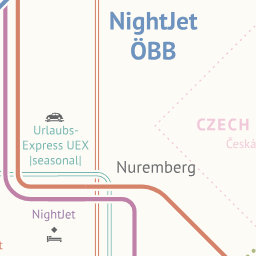 NightJet
ÖBB
CZECH
Česká
Urlaubs-
Express UEX
|seasonal|
Nuremberg
NightJet
t